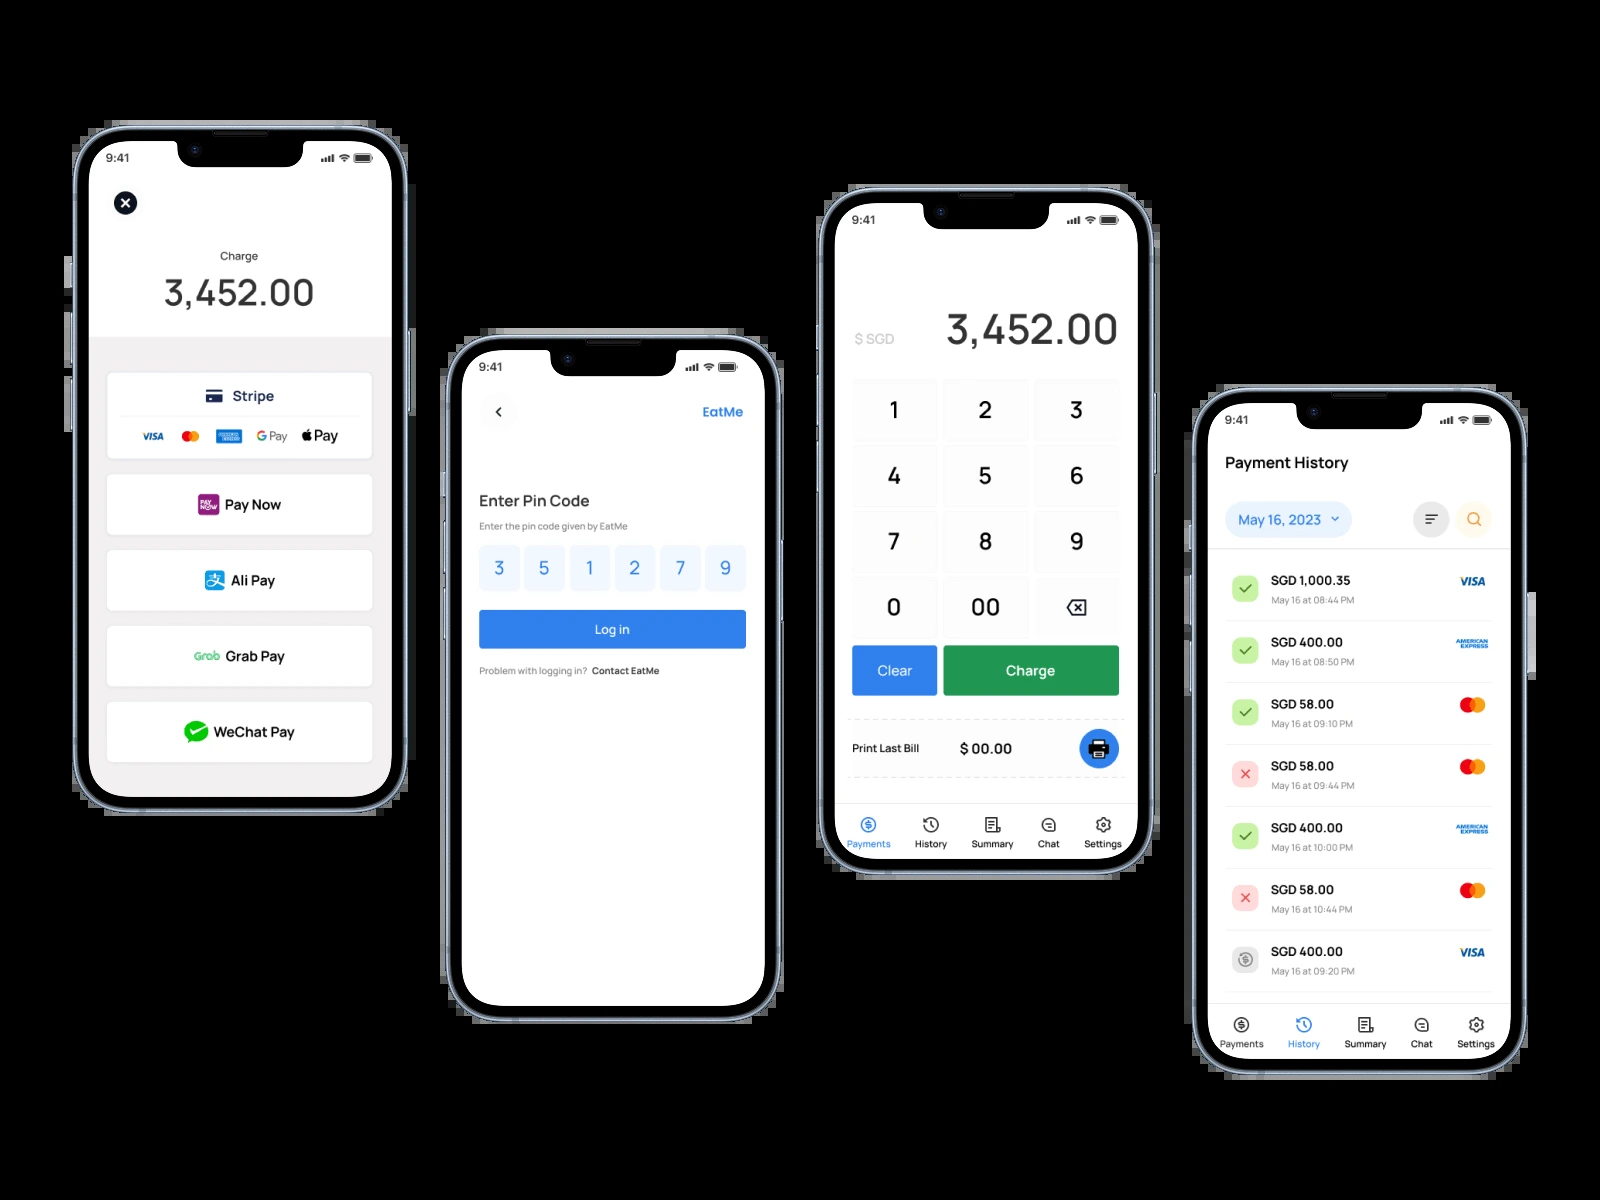 9:41
Charge
3,452.00
Stripe
VISA
AMERICAN EXPRESS
G Pay
Pay
PAY NOW
Pay Now
支
Ali Pay
Grab
Grab Pay
WeChat Pay
9:41
EatMe
Enter Pin Code
Enter the pin code given by EatMe
3 5 1 2 7 9
Log in
Problem with logging in? Contact EatMe
9:41
$ SGD 3,452.00
1 2 3
4 5 6
7 8 9
0 00
Clear Charge
Print Last Bill $ 00.00
Payments History Summary Chat Settings
9:41
Payment History
May 16, 2023
SGD 1,000.35 VISA
May 16 at 08:44 PM
SGD 400.00 AMERICAN EXPRESS
May 16 at 08:50 PM
SGD 58.00
May 16 at 09:10 PM
SGD 58.00
May 16 at 09:44 PM
SGD 400.00 AMERICAN EXPRESS
May 16 at 10:00 PM
SGD 58.00
May 16 at 10:44 PM
SGD 400.00 VISA
May 16 at 09:20 PM
Payments History Summary Chat Settings